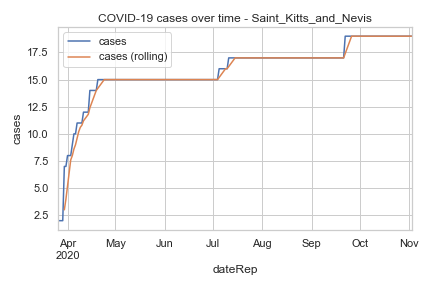 COVID-19 cases over time - Saint_Kitts_and_Nevis
cases
cases (rolling)
17.5
15.0
12.5
10.0
7.5
5.0
2.5
cases
Apr May Jun Jul Aug Sep Oct Nov
2020
dateRep